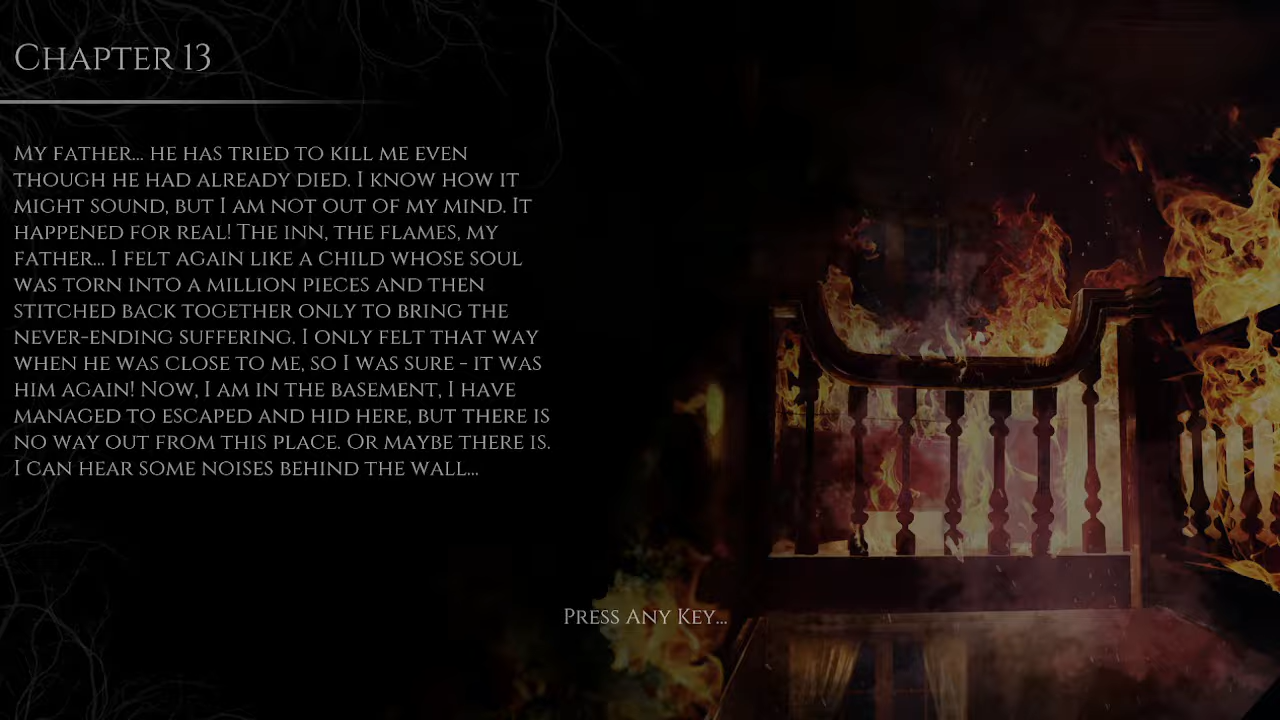 Chapter 13
My father... he has tried to kill me even
though he had already died. I know how it
might sound, but I am not out of my mind. It
happened for real! The inn, the flames, my
father... I felt again like a child whose soul
was torn into a million pieces and then
stitched back together only to bring the
never-ending suffering. I only felt that way
when he was close to me, so I was sure - it was
him again! Now, I am in the basement, I have
managed to escaped and hid here, but there is
no way out from this place. Or maybe there is.
I can hear some noises behind the wall...
Press Any Key...